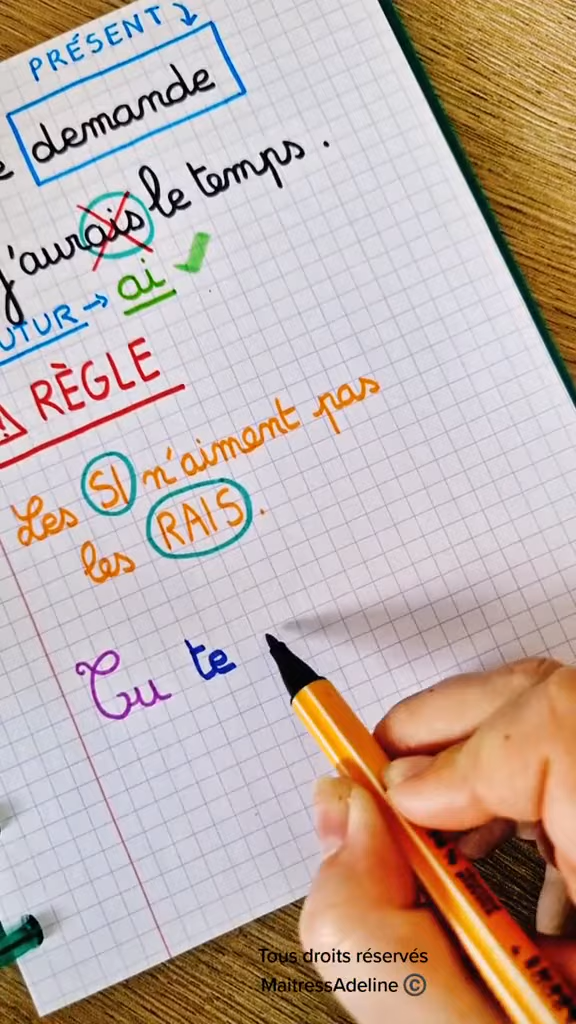 PRÉSENT
demande
j'aurais le temps.
FUTUR → ai ✓
⚠ RÈGLE
Les SI n'aiment pas
les RAIS.
Tu te
Tous droits réservés
MaitressAdeline ©